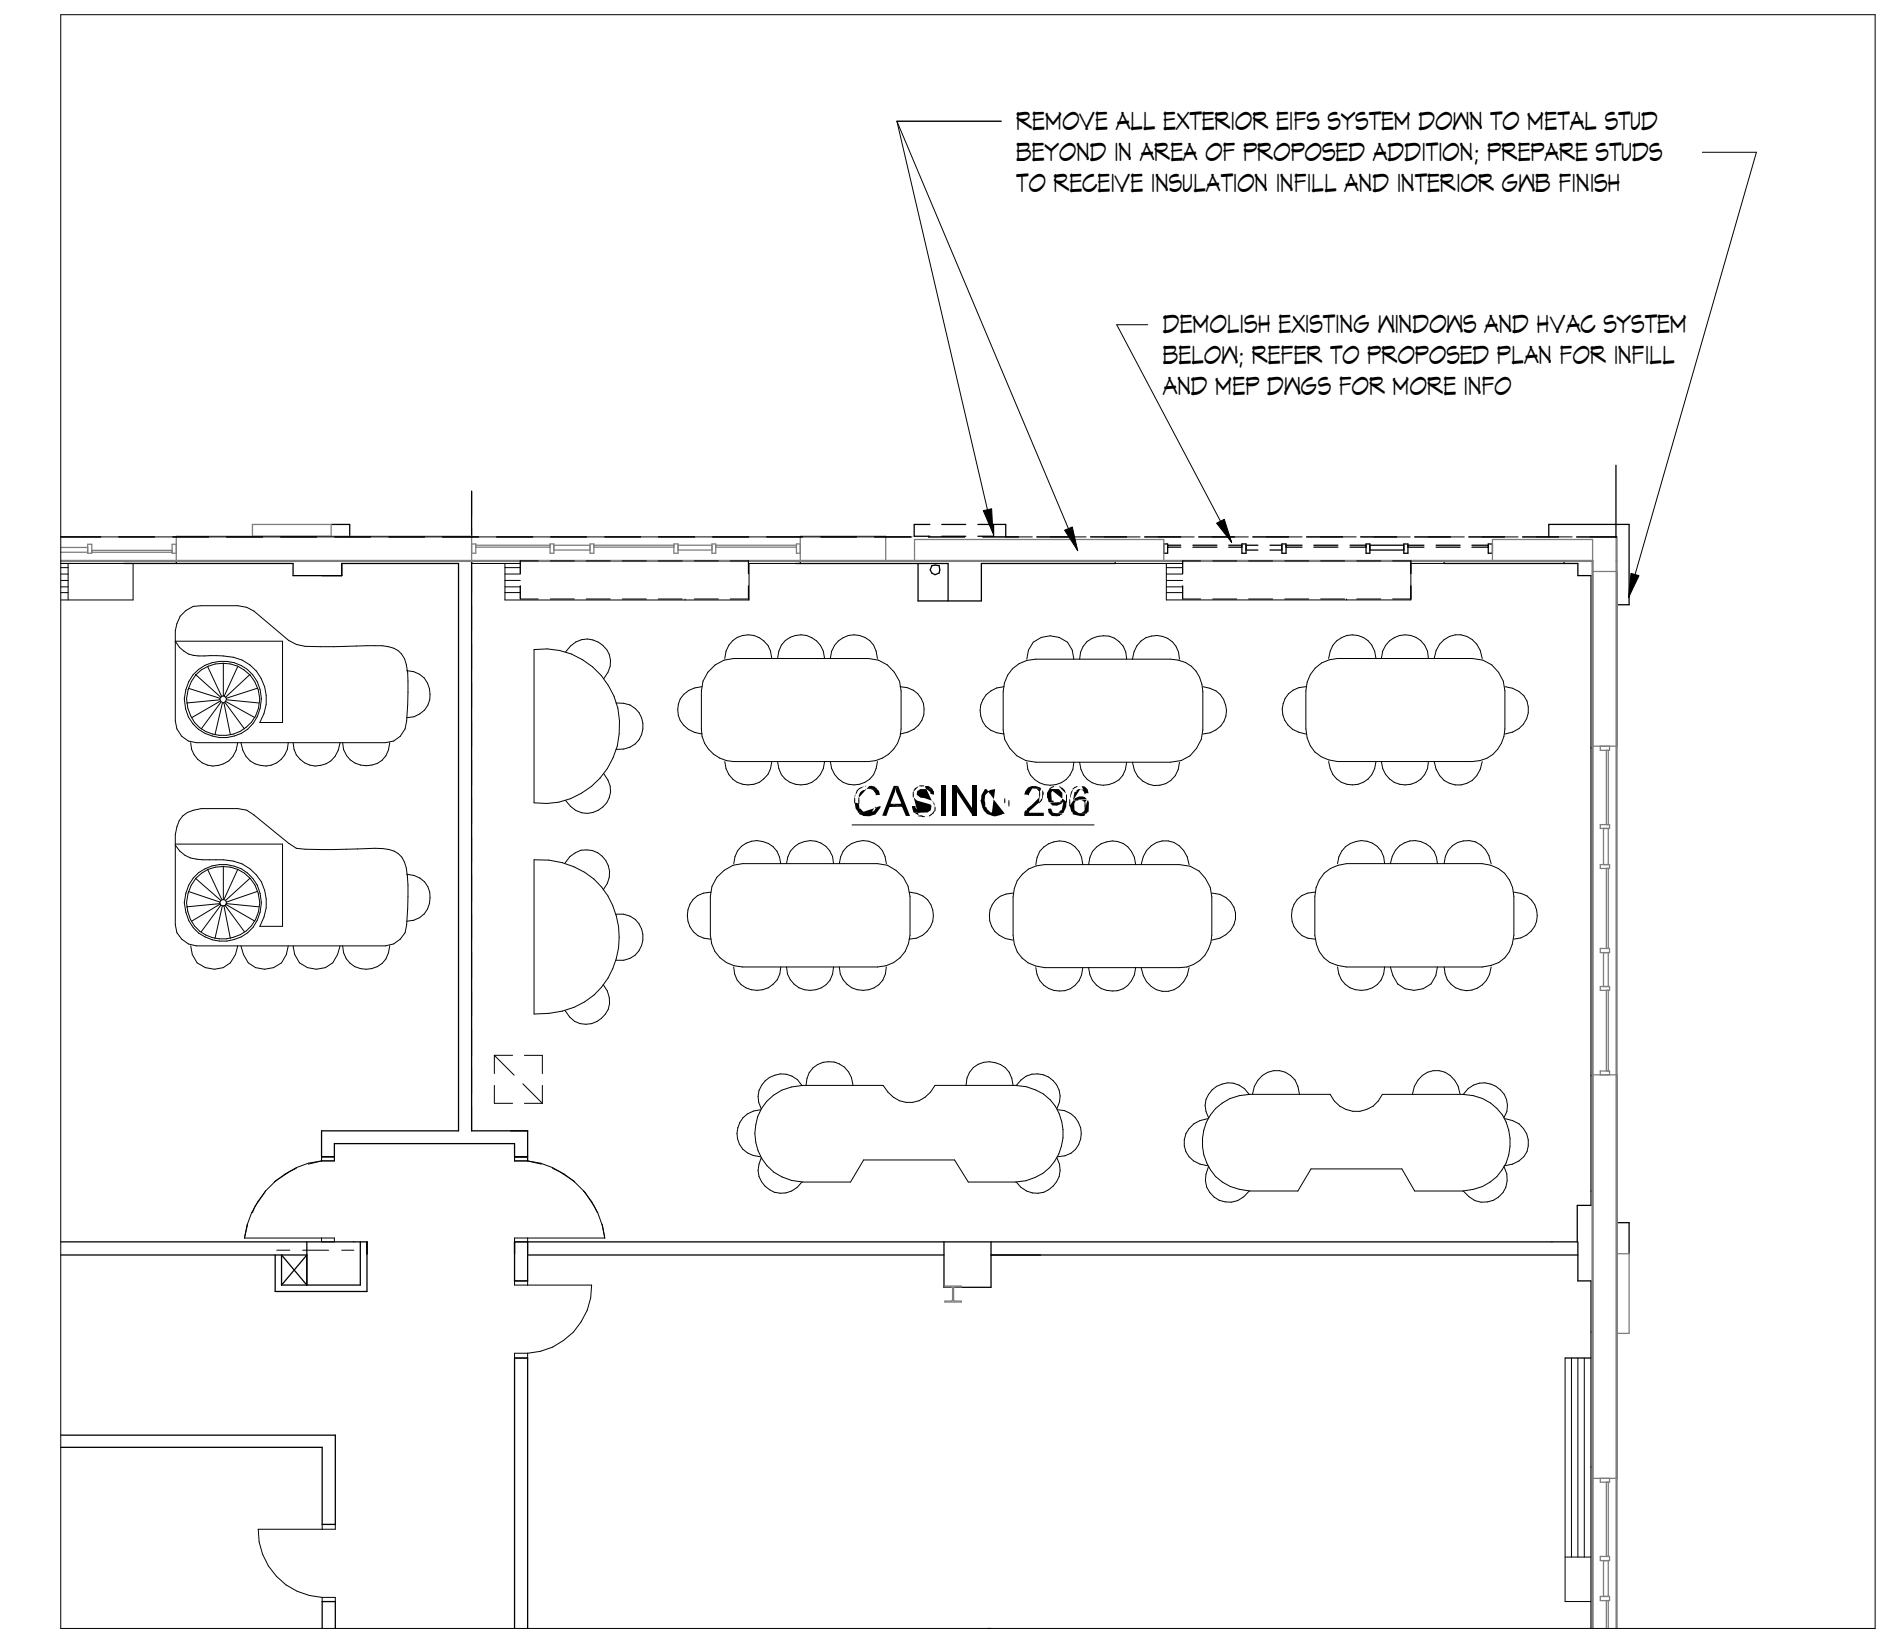 REMOVE ALL EXTERIOR EIFS SYSTEM DOWN TO METAL STUD
BEYOND IN AREA OF PROPOSED ADDITION; PREPARE STUDS
TO RECEIVE INSULATION INFILL AND INTERIOR GWB FINISH
DEMOLISH EXISTING WINDOWS AND HVAC SYSTEM
BELOW; REFER TO PROPOSED PLAN FOR INFILL
AND MEP DWGS FOR MORE INFO
CASINO 296